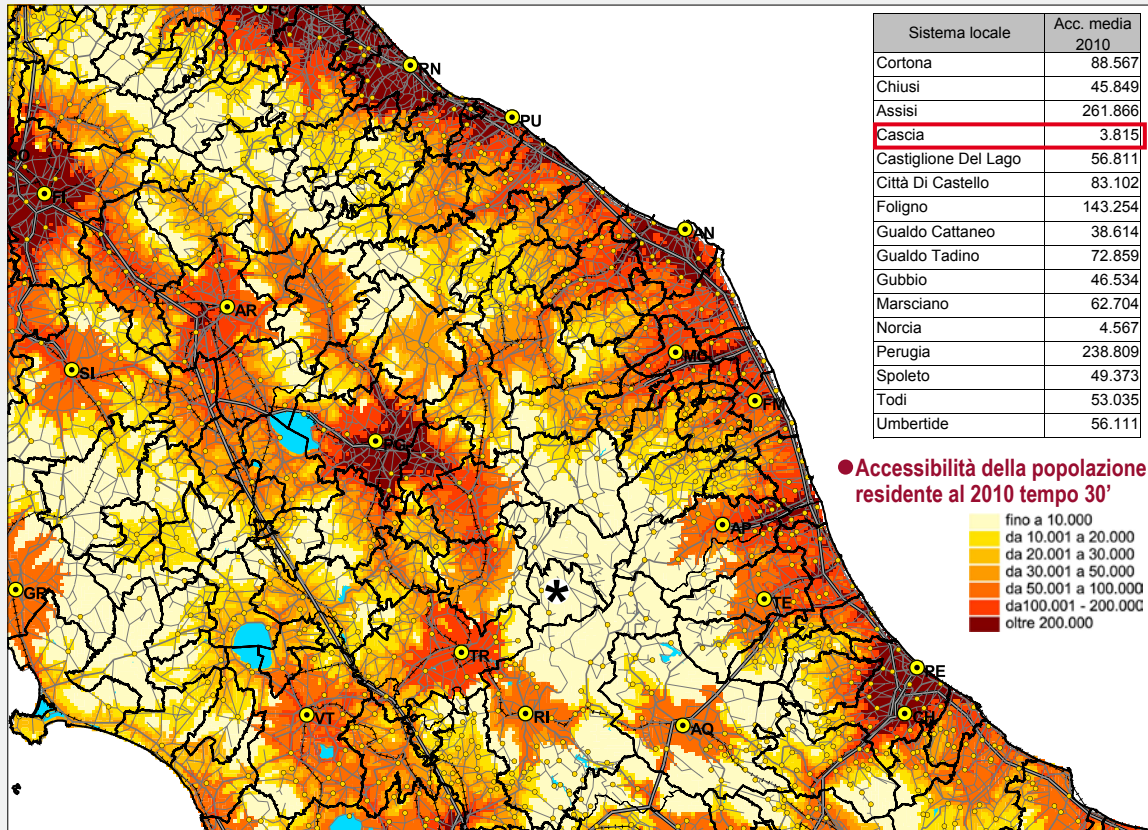 Sistema locale Acc. media 2010
Cortona 88.567
Chiusi 45.849
Assisi 261.866
Cascia 3.815
Castiglione Del Lago 56.811
Città Di Castello 83.102
Foligno 143.254
Gualdo Cattaneo 38.614
Gualdo Tadino 72.859
Gubbio 46.534
Marsciano 62.704
Norcia 4.567
Perugia 238.809
Spoleto 49.373
Todi 53.035
Umbertide 56.111
Accessibilità della popolazione
residente al 2010 tempo 30'
fino a 10.000
da 10.001 a 20.000
da 20.001 a 30.000
da 30.001 a 50.000
da 50.001 a 100.000
da100.001 - 200.000
oltre 200.000
RN
PU
FI
AN
AR
MC
SI
FM
PG
AP
GR
TE
*
TR
PE
VT
RI
AQ
CH